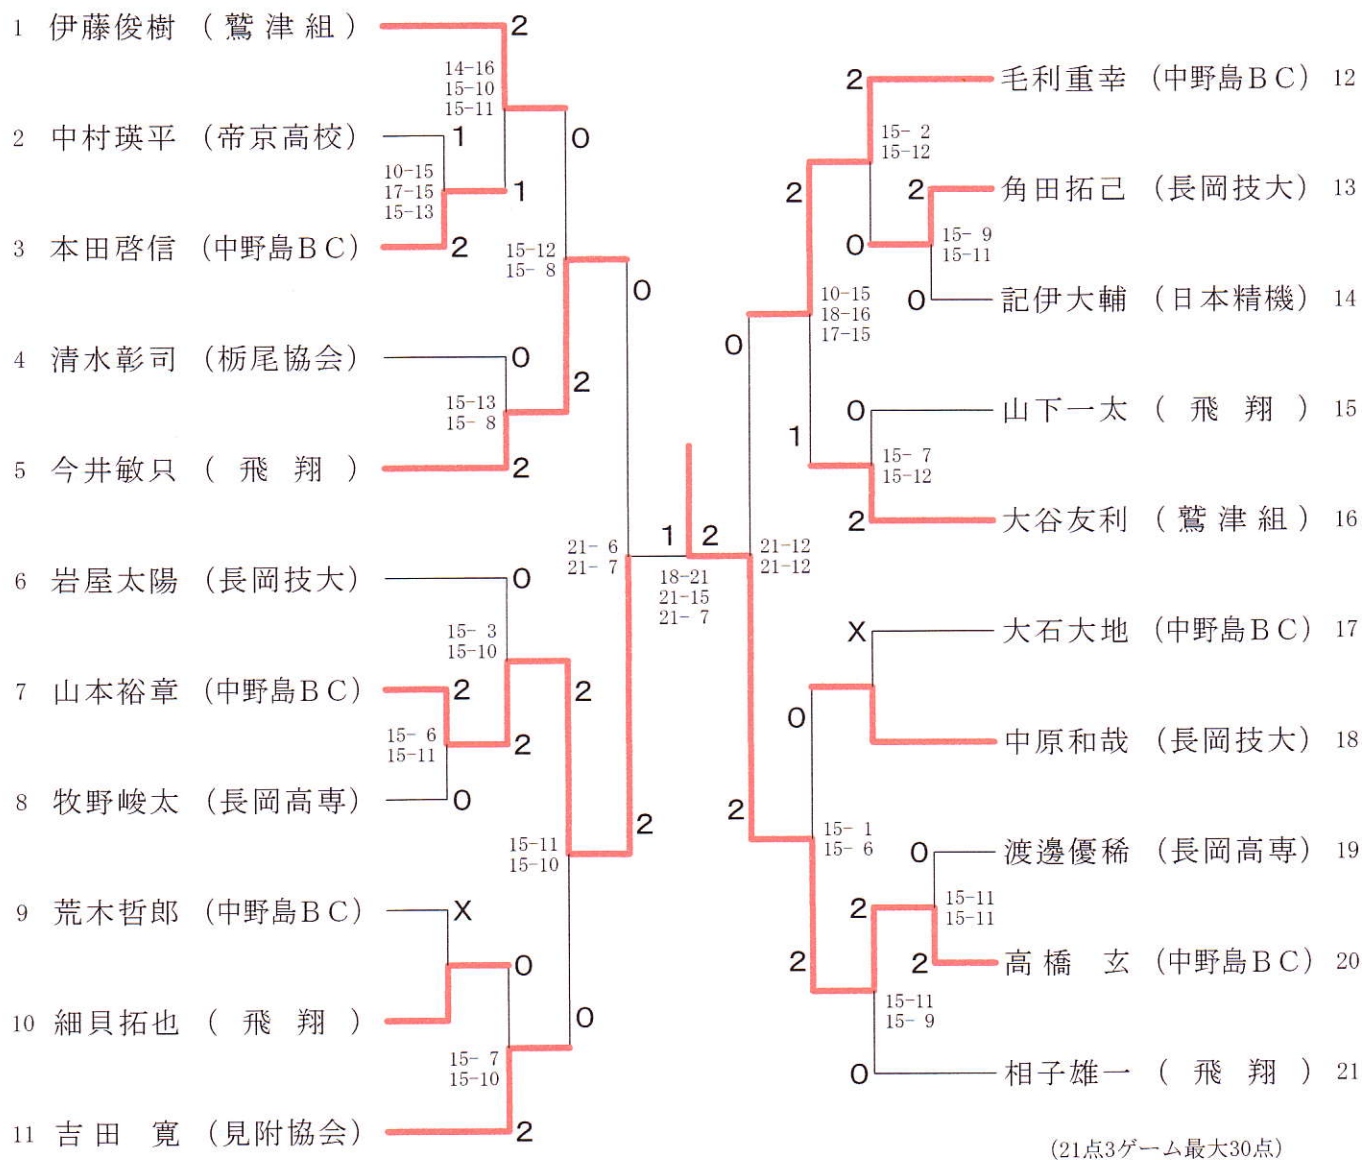 1 伊藤俊樹 (鷲津組) 2
14-16
15-10
15-11
2 中村瑛平 (帝京高校) 1
0
10-15
17-15
15-13
1
3 本田啓信 (中野島BC) 2
15-12
15- 8
0
4 清水彰司 (栃尾協会) 0
2
15-13
15- 8
5 今井敏只 (飛翔) 2
21- 6
21- 7
6 岩屋太陽 (長岡技大) 0
15- 3
15-10
7 山本裕章 (中野島BC) 2
2
15- 6
15-11
2
8 牧野峻太 (長岡高専) 0
2
15-11
15-10
9 荒木哲郎 (中野島BC) X
0
10 細貝拓也 (飛翔)
0
15- 7
15-10
11 吉田 寛 (見附協会) 2
1 2
18-21
21-15
21- 7
2 毛利重幸 (中野島BC) 12
15- 2
15-12
2
2 角田拓己 (長岡技大) 13
0
15- 9
15-11
0 記伊大輔 (日本精機) 14
10-15
18-16
17-15
0
0 山下一太 (飛翔) 15
1
15- 7
15-12
2 大谷友利 (鷲津組) 16
21-12
21-12
X 大石大地 (中野島BC) 17
0
中原和哉 (長岡技大) 18
2
15- 1
15- 6
0 渡邊優稀 (長岡高専) 19
15-11
15-11
2
2
2 高橋 玄 (中野島BC) 20
15-11
15- 9
0 相子雄一 (飛翔) 21
(21点3ゲーム最大30点)